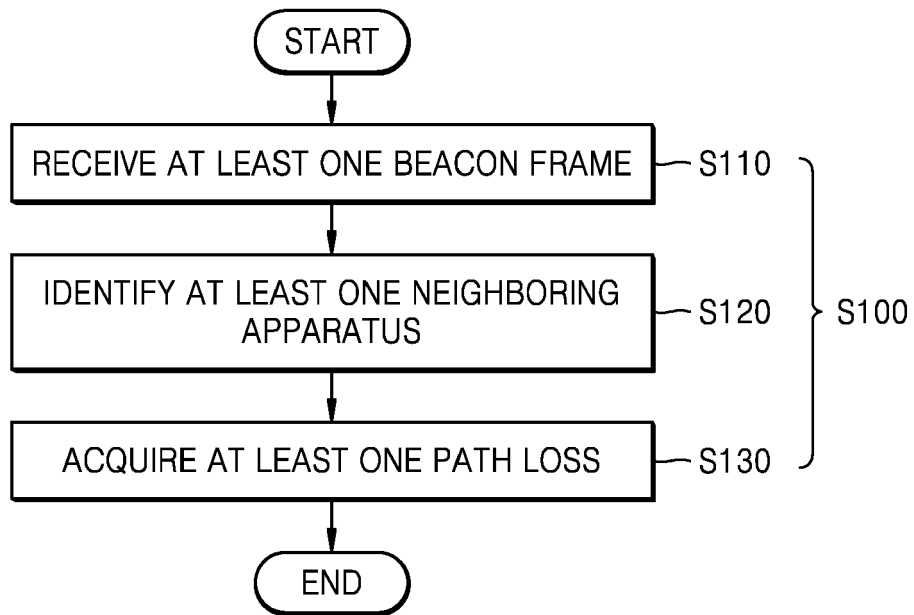 START
RECEIVE AT LEAST ONE BEACON FRAME
S110
IDENTIFY AT LEAST ONE NEIGHBORING
APPARATUS
S120
S100
ACQUIRE AT LEAST ONE PATH LOSS
S130
END